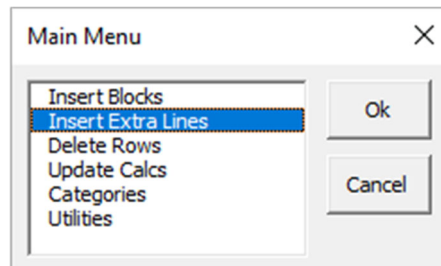 Main Menu
Insert Blocks
Insert Extra Lines
Delete Rows
Update Calcs
Categories
Utilities
Ok
Cancel